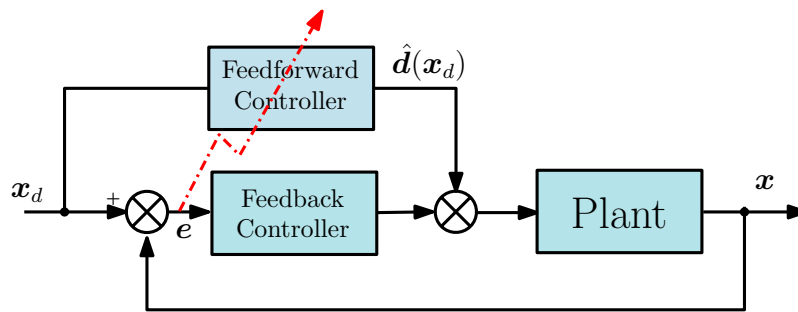 Feedforward
Controller
d̂(x_d)
x_d
+
e
Feedback
Controller
Plant
x